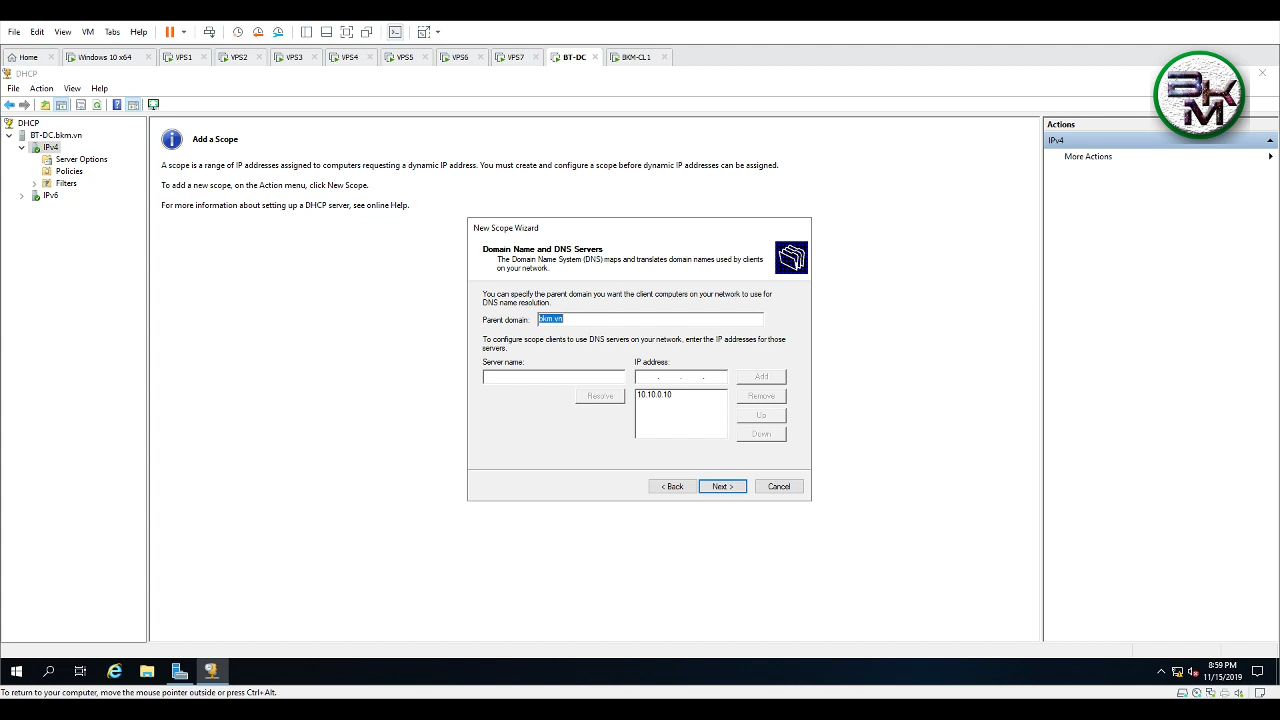 File Edit View VM Tabs Help
Home Windows 10 x64 VPS1 VPS2 VPS3 VPS4 VPS5 VPS6 VPS7 BT-DC BKM-CL1
DHCP
File Action View Help
BKM
DHCP
BT-DC.bkm.vn
IPv4
Server Options
Policies
Filters
IPv6
Add a Scope
A scope is a range of IP addresses assigned to computers requesting a dynamic IP address. You must create and configure a scope before dynamic IP addresses can be assigned.
To add a new scope, on the Action menu, click New Scope.
For more information about setting up a DHCP server, see online Help.
New Scope Wizard
Domain Name and DNS Servers
The Domain Name System (DNS) maps and translates domain names used by clients
on your network.
You can specify the parent domain you want the client computers on your network to use for
DNS name resolution.
Parent domain: bkm.vn
To configure scope clients to use DNS servers on your network, enter the IP addresses for those
servers.
Server name: IP address:
Add
Resolve 10.10.0.10 Remove
Up
Down
< Back Next > Cancel
Actions
IPv4
More Actions
8:59 PM
11/15/2019
To return to your computer, move the mouse pointer outside or press Ctrl+Alt.